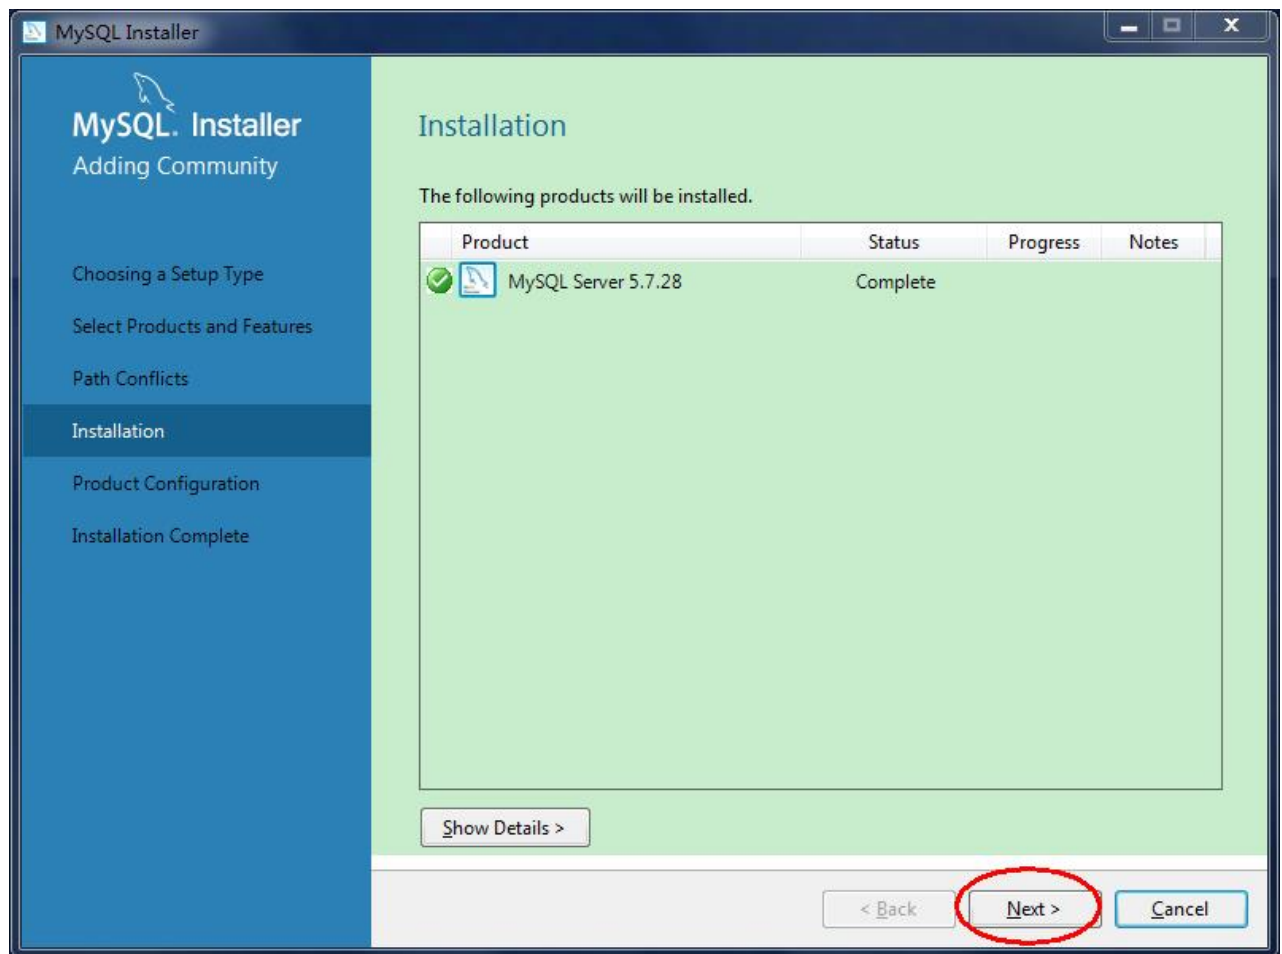 MySQL Installer
MySQL. Installer
Adding Community
Choosing a Setup Type
Select Products and Features
Path Conflicts
Installation
Product Configuration
Installation Complete
Installation
The following products will be installed.
Product Status Progress Notes
MySQL Server 5.7.28 Complete
Show Details >
< Back Next > Cancel